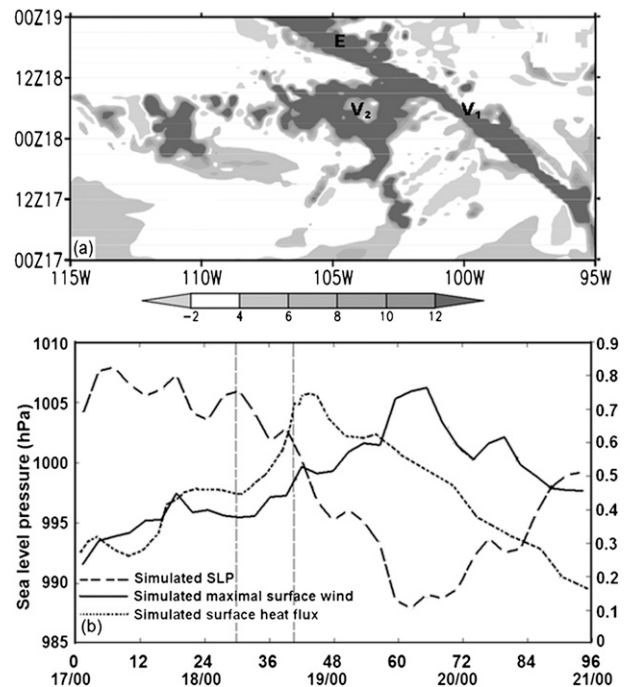 00Z19
12Z18
00Z18
12Z17
00Z17
E
V2
V1
(a)
115W 110W 105W 100W 95W
-2 4 6 8 10 12
1010
1005
1000
995
990
985
Sea level pressure (hPa)
0.9
0.8
0.7
0.6
0.5
0.4
0.3
0.2
0.1
0
Simulated SLP
Simulated maximal surface wind
Simulated surface heat flux
(b)
0 12 24 36 48 60 72 84 96
17/00 18/00 19/00 20/00 21/00